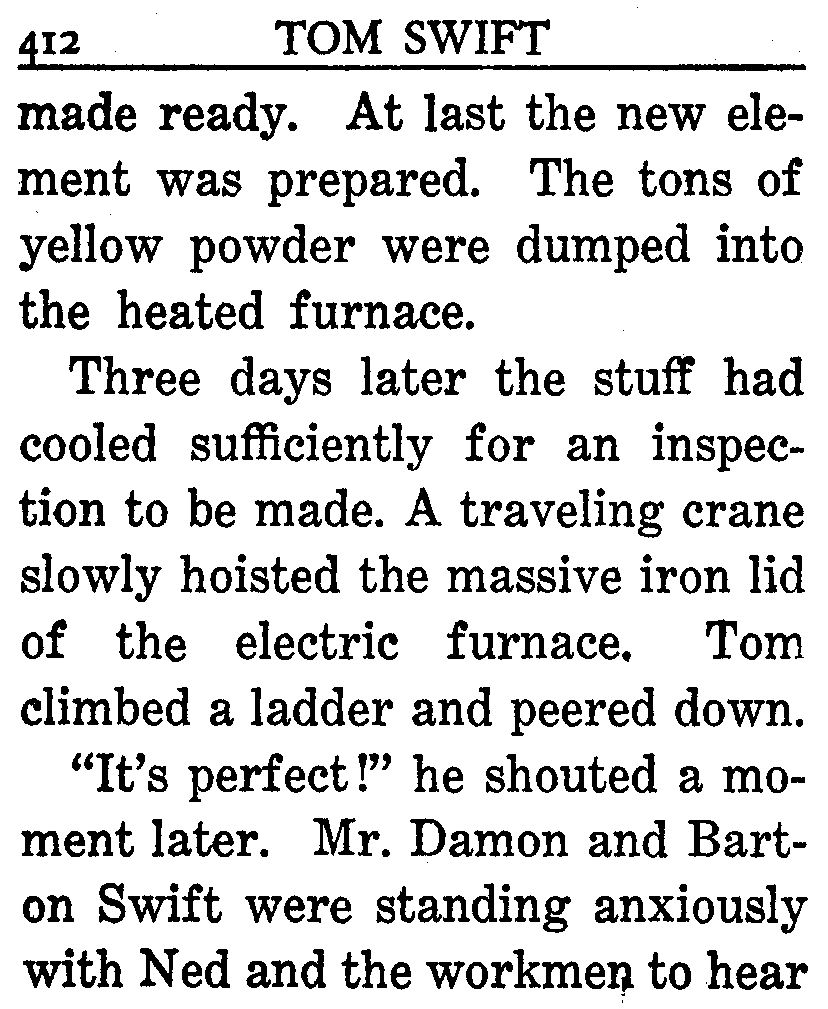 412 TOM SWIFT
made ready. At last the new ele-
ment was prepared. The tons of
yellow powder were dumped into
the heated furnace.
Three days later the stuff had
cooled sufficiently for an inspec-
tion to be made. A traveling crane
slowly hoisted the massive iron lid
of the electric furnace. Tom
climbed a ladder and peered down.
“It’s perfect!” he shouted a mo-
ment later. Mr. Damon and Bart-
on Swift were standing anxiously
with Ned and the workmen to hear